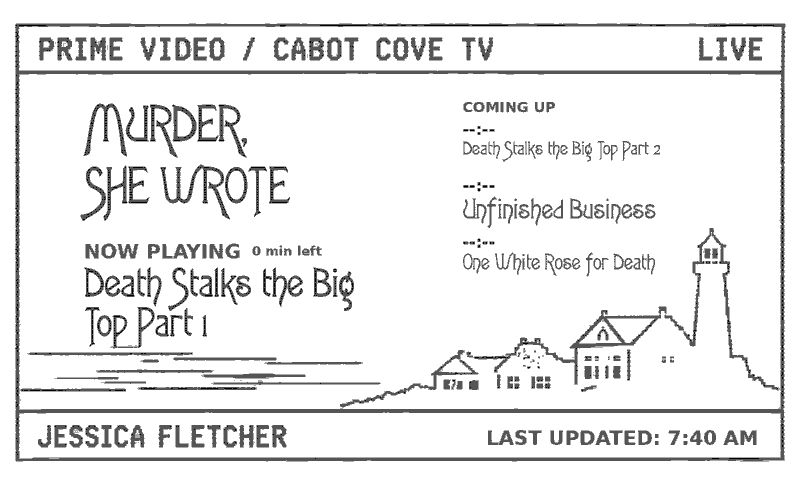 PRIME VIDEO / CABOT COVE TV
LIVE
MURDER,
SHE WROTE
NOW PLAYING 0 min left
Death Stalks the Big
Top Part 1
COMING UP
--:--
Death Stalks the Big Top Part 2
--:--
Unfinished Business
--:--
One White Rose for Death
JESSICA FLETCHER
LAST UPDATED: 7:40 AM